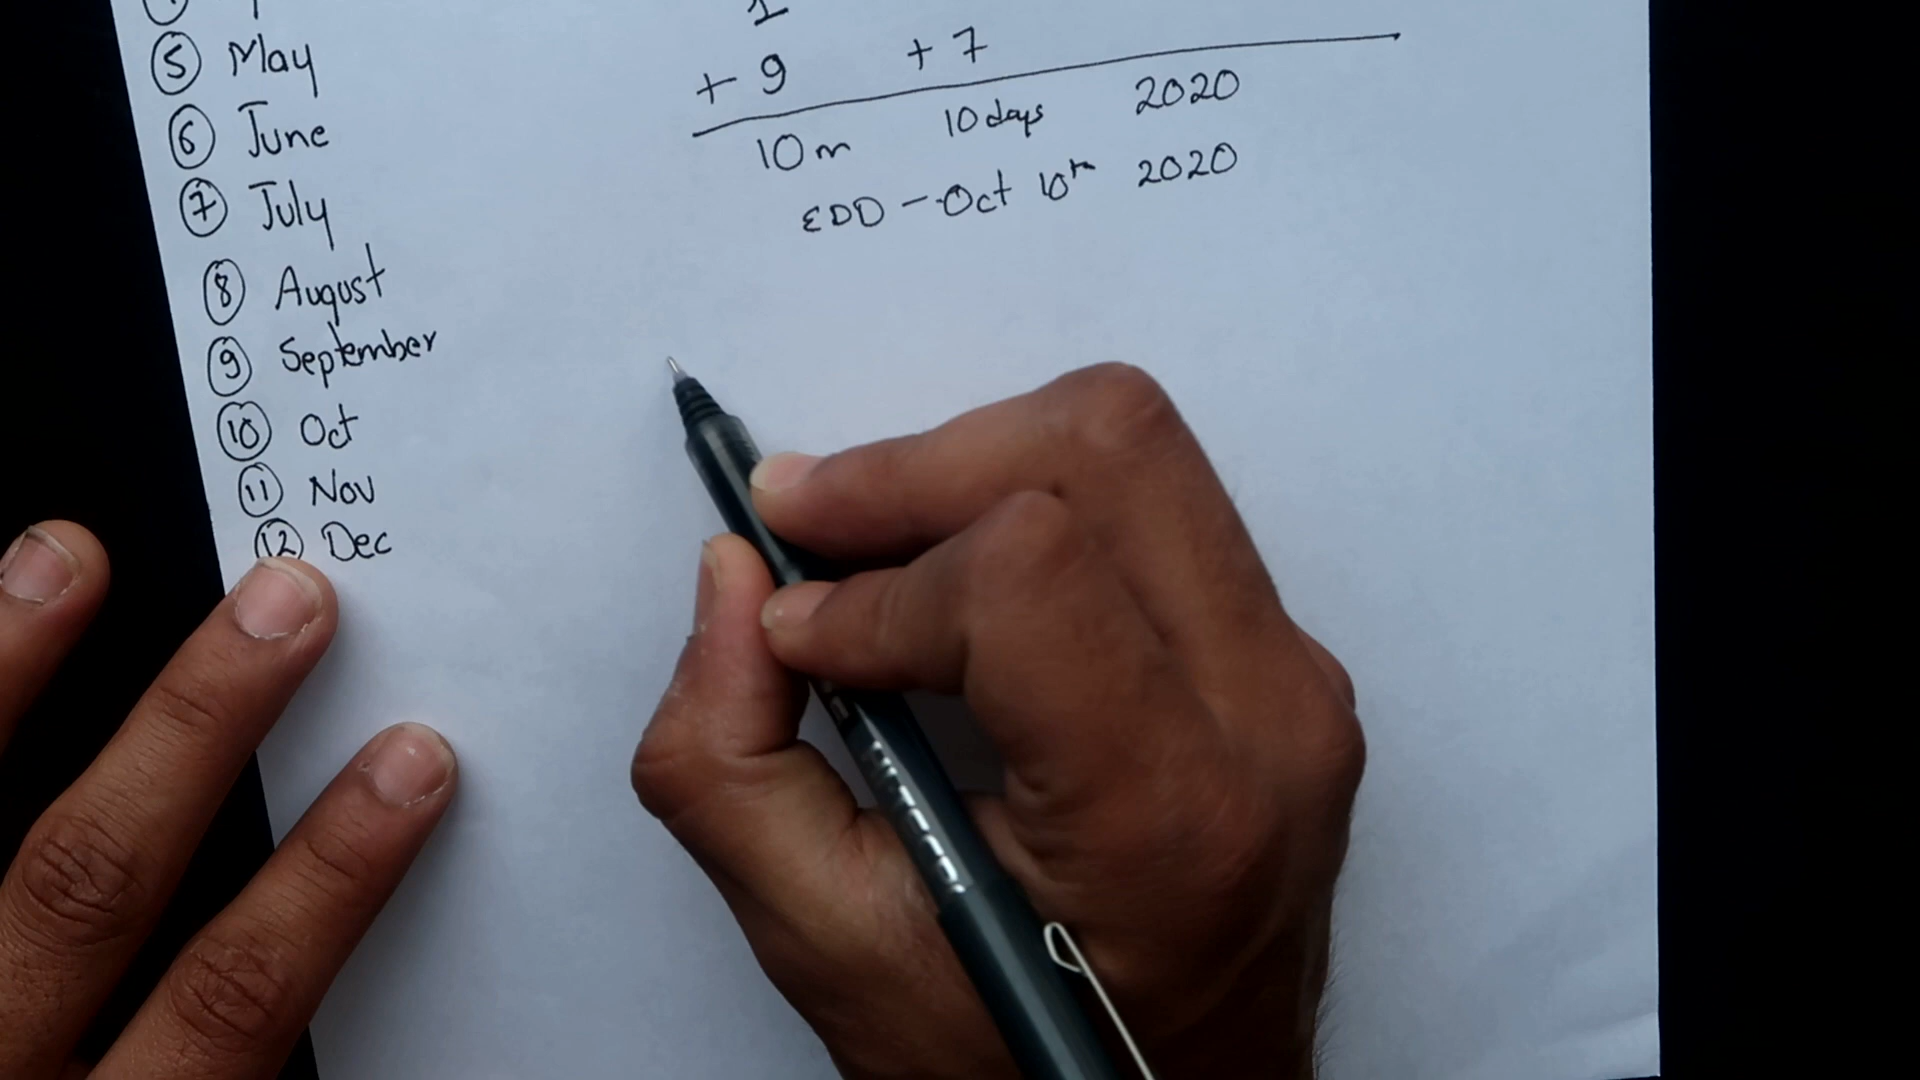 5 May
6 June
7 July
8 August
9 September
10 Oct
11 Nov
12 Dec
1
+ 9 + 7
10 m 10 days 2020
EDD - Oct 10th 2020